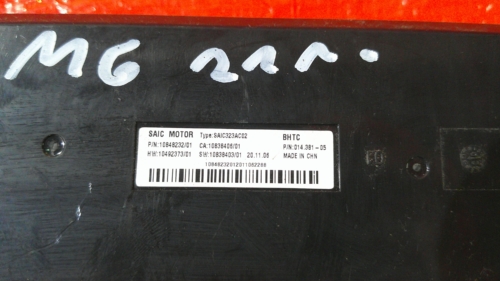 MG
SAIC MOTOR Type:SAIC323AC02 BHTC
P/N:10848232/01 CA:10838406/01 P/N:014.381-05
HW:10492373/01 SW:10838403/01 20.11.06 MADE IN CHN